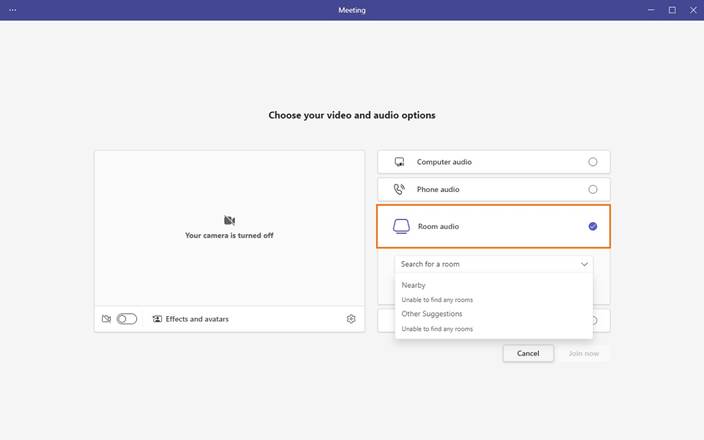 Meeting
Choose your video and audio options
Your camera is turned off
Effects and avatars
Computer audio
Phone audio
Room audio
Search for a room
Nearby
Unable to find any rooms
Other Suggestions
Unable to find any rooms
Cancel
Join now